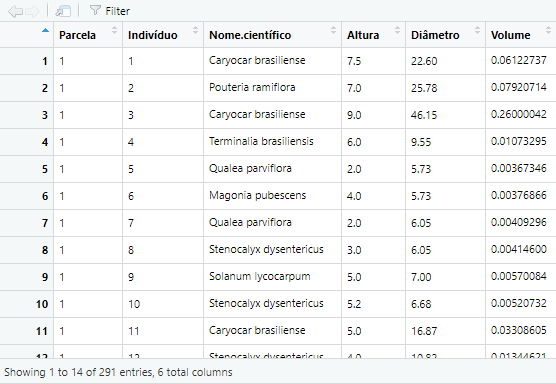 Filter
Parcela Indivíduo Nome.científico Altura Diâmetro Volume
1 1 1 Caryocar brasiliense 7.5 22.60 0.06122737
2 1 2 Pouteria ramiflora 7.0 25.78 0.07920714
3 1 3 Caryocar brasiliense 9.0 46.15 0.26000042
4 1 4 Terminalia brasiliensis 6.0 9.55 0.01073295
5 1 5 Qualea parviflora 2.0 5.73 0.00367346
6 1 6 Magonia pubescens 4.0 5.73 0.00376866
7 1 7 Qualea parviflora 2.0 6.05 0.00409296
8 1 8 Stenocalyx dysentericus 3.0 6.05 0.00414600
9 1 9 Solanum lycocarpum 5.0 7.00 0.00570084
10 1 10 Stenocalyx dysentericus 5.2 6.68 0.00520732
11 1 11 Caryocar brasiliense 5.0 16.87 0.03308605
12 1 12 Stenocalyx dysentericus 4.0 10.82 0.01344621
Showing 1 to 14 of 291 entries, 6 total columns